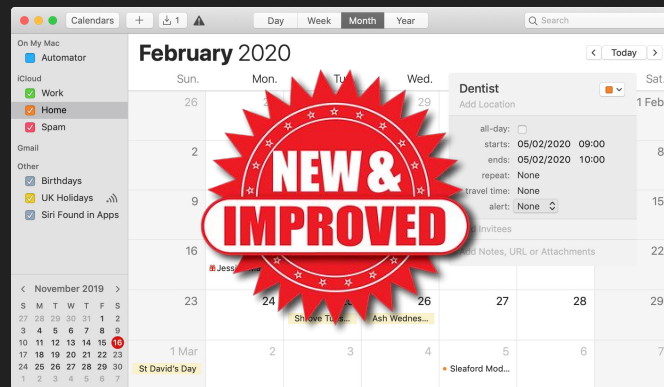 Calendars
1
Day Week Month Year
Search
On My Mac
Automator
iCloud
Work
Home
Spam
Gmail
Other
Birthdays
UK Holidays
Siri Found in Apps
November 2019
S M T W T F S
27 28 29 30 31 1 2
3 4 5 6 7 8 9
10 11 12 13 14 15 16
17 18 19 20 21 22 23
24 25 26 27 28 29 30
1 2 3 4 5 6 7
February 2020
Today
Sun. Mon. Wed. Sat.
26 29 1 Feb
2 8
9 15
16 22
23 24 26 27 28 29
Ash Wednes...
1 Mar 2 3 4 5 6 7
St David's Day
Sleaford Mod...
Dentist
Add Location
all-day:
starts: 05/02/2020 09:00
ends: 05/02/2020 10:00
repeat: None
travel time: None
alert: None
Invitees
Add Notes, URL or Attachments
NEW &
IMPROVED